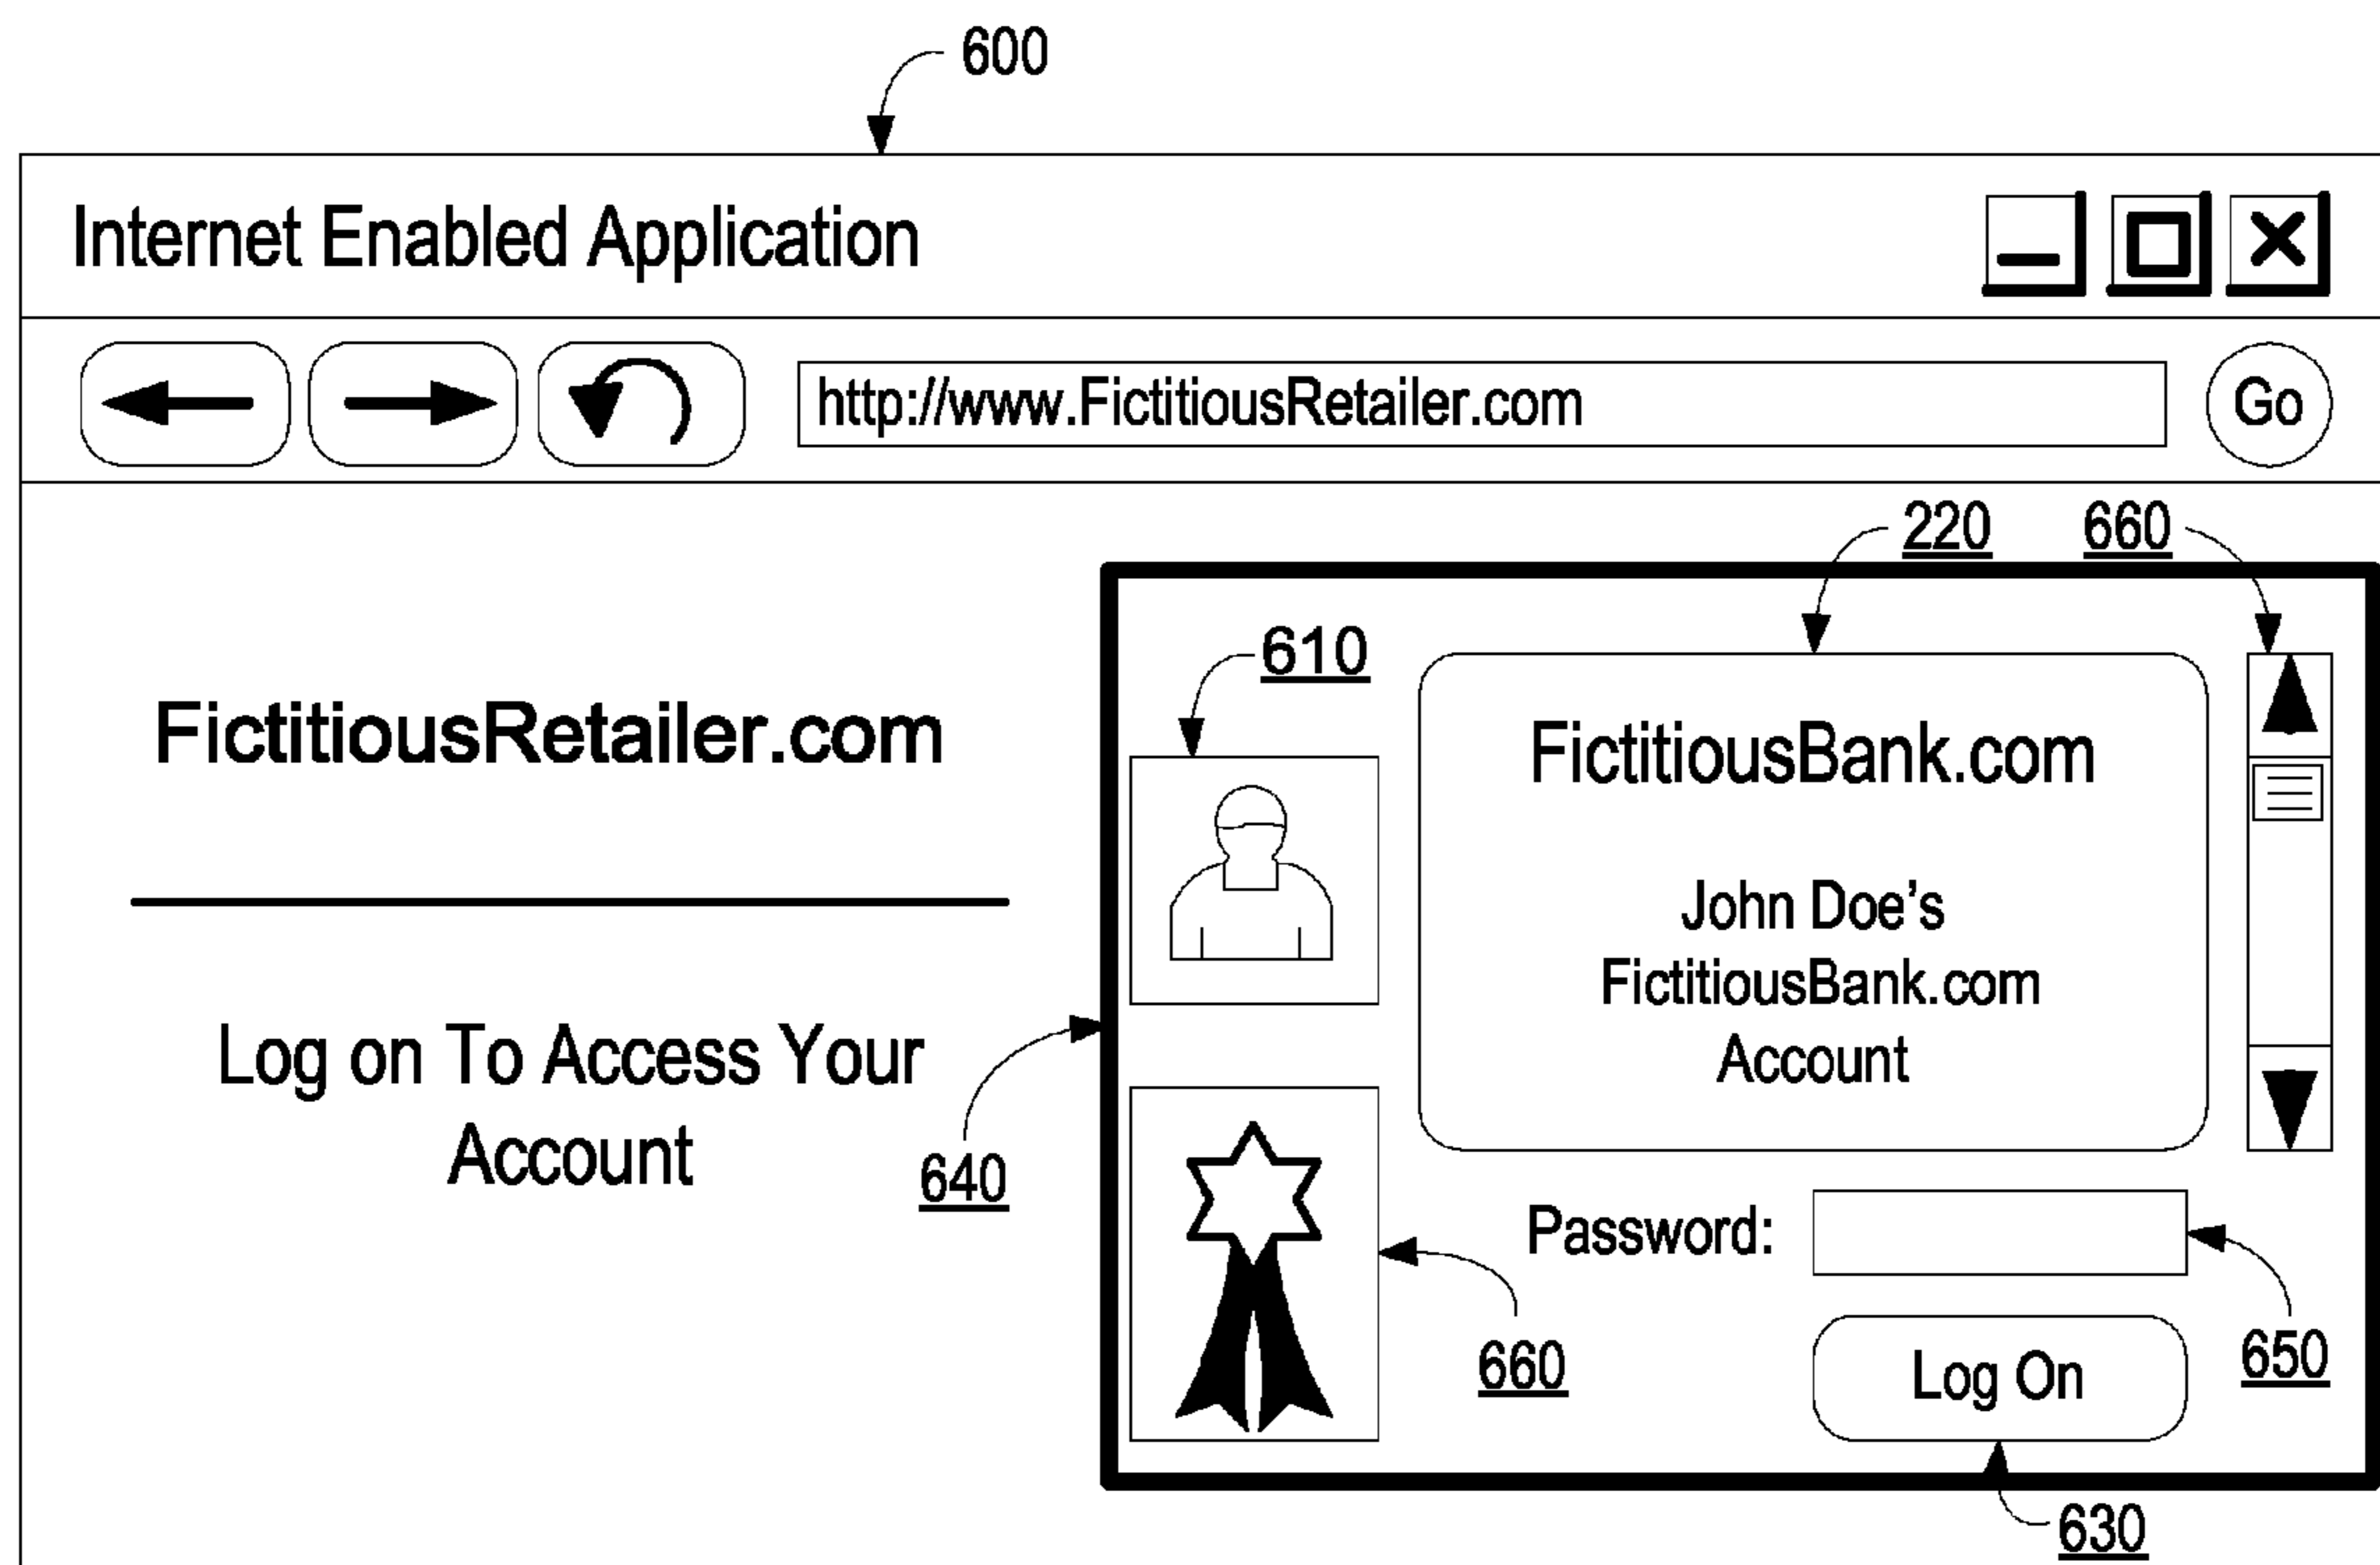 600
Internet Enabled Application
http://www.FictitiousRetailer.com
Go
220
660
610
FictitiousRetailer.com
Log on To Access Your
Account
640
FictitiousBank.com
John Doe's
FictitiousBank.com
Account
Password:
660
650
Log On
630